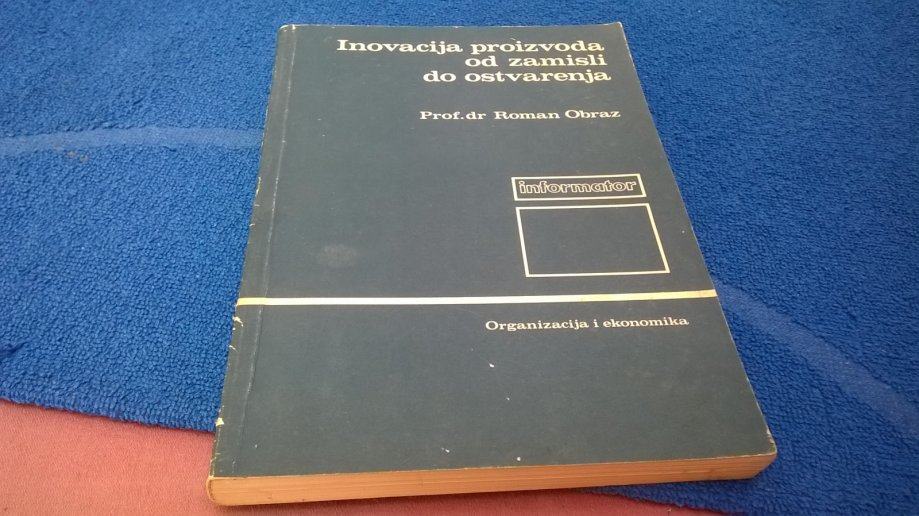 Inovacija proizvoda
od zamisli
do ostvarenja
Prof. dr Roman Obraz
informator
Organizacija i ekonomika